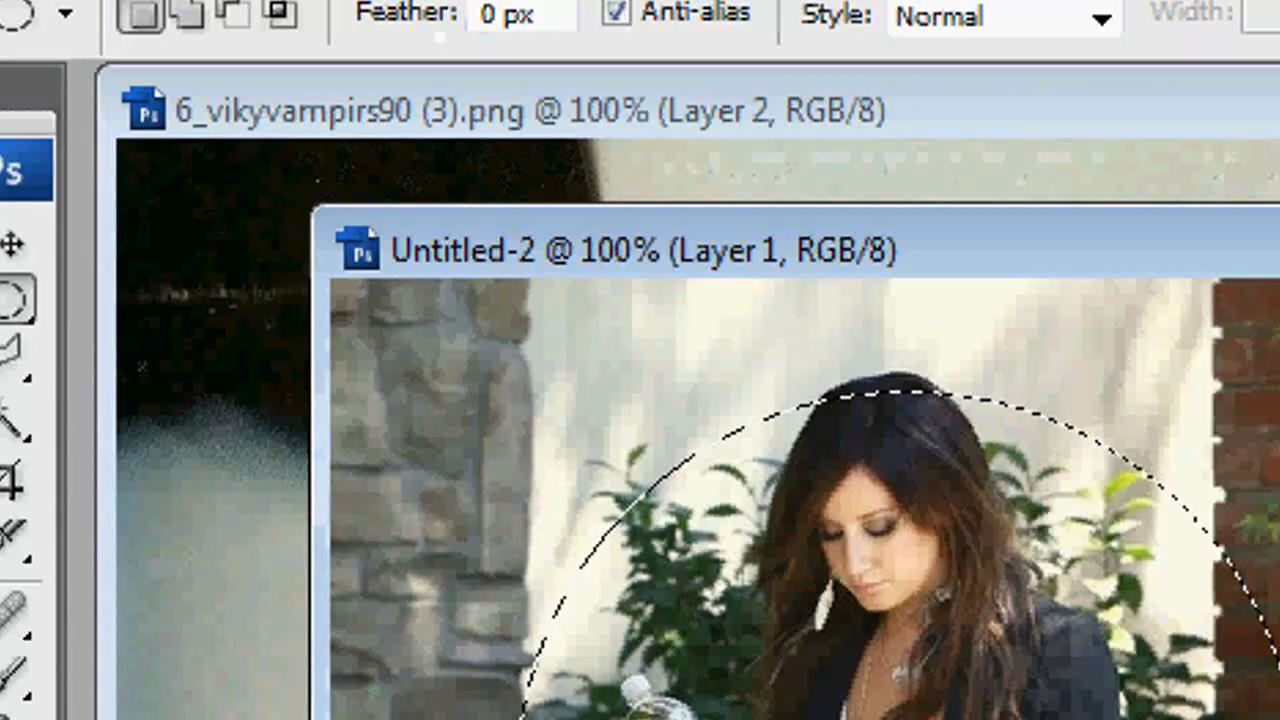 Feather: 0 px Anti-alias Style: Normal Width:
6_vikyvampirs90 (3).png @ 100% (Layer 2, RGB/8)
Ps
Untitled-2 @ 100% (Layer 1, RGB/8)